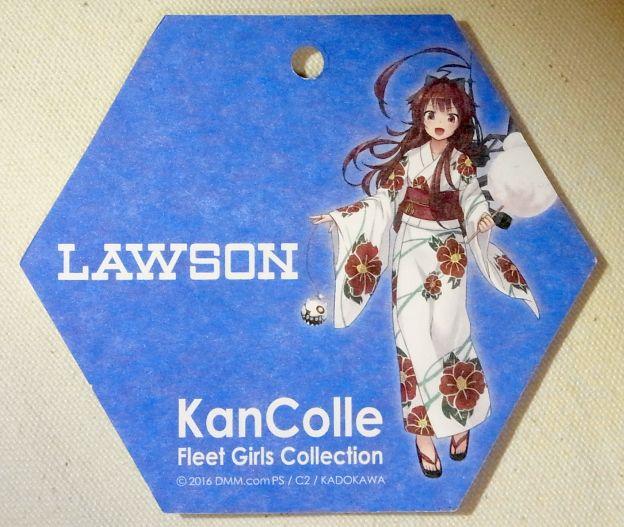 LAWSON
KanColle
Fleet Girls Collection
© 2016 DMM.com PS / C2 / KADOKAWA